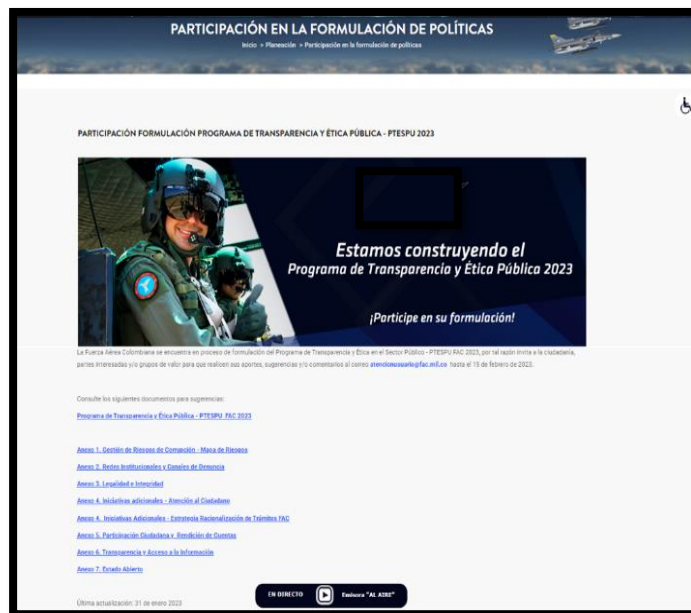 PARTICIPACIÓN EN LA FORMULACIÓN DE POLÍTICAS
Inicio » Planeación » Participación en la formulación de políticas
PARTICIPACIÓN FORMULACIÓN PROGRAMA DE TRANSPARENCIA Y ÉTICA PÚBLICA - PTESPU 2023
Estamos construyendo el
Programa de Transparencia y Ética Pública 2023
¡Participe en su formulación!
La Fuerza Aérea Colombiana se encuentra en proceso de formulación del Programa de Transparencia y Ética en el Sector Público - PTESPU FAC 2023, por tal razón invita a la ciudadanía,
partes interesadas y/o grupos de valor para que realicen sus aportes, sugerencias y/o comentarios al correo atencionusuario@fac.mil.co hasta el 15 de febrero de 2023.
Consulte los siguientes documentos para sugerencias:
Programa de Transparencia y Ética Pública - PTESPU FAC 2023
Anexo 1. Gestión de Riesgos de Corrupción - Mapa de Riesgos
Anexo 2. Redes Institucionales y Canales de Denuncia
Anexo 3. Legalidad e Integridad
Anexo 4. Iniciativas adicionales - Atención al Ciudadano
Anexo 4. Iniciativas Adicionales - Estrategia Racionalización de Trámites FAC
Anexo 5. Participación Ciudadana y Rendición de Cuentas
Anexo 6. Transparencia y Acceso a la Información
Anexo 7. Estado Abierto
Última actualización: 31 de enero 2023
EN DIRECTO Emisora "AL AIRE"